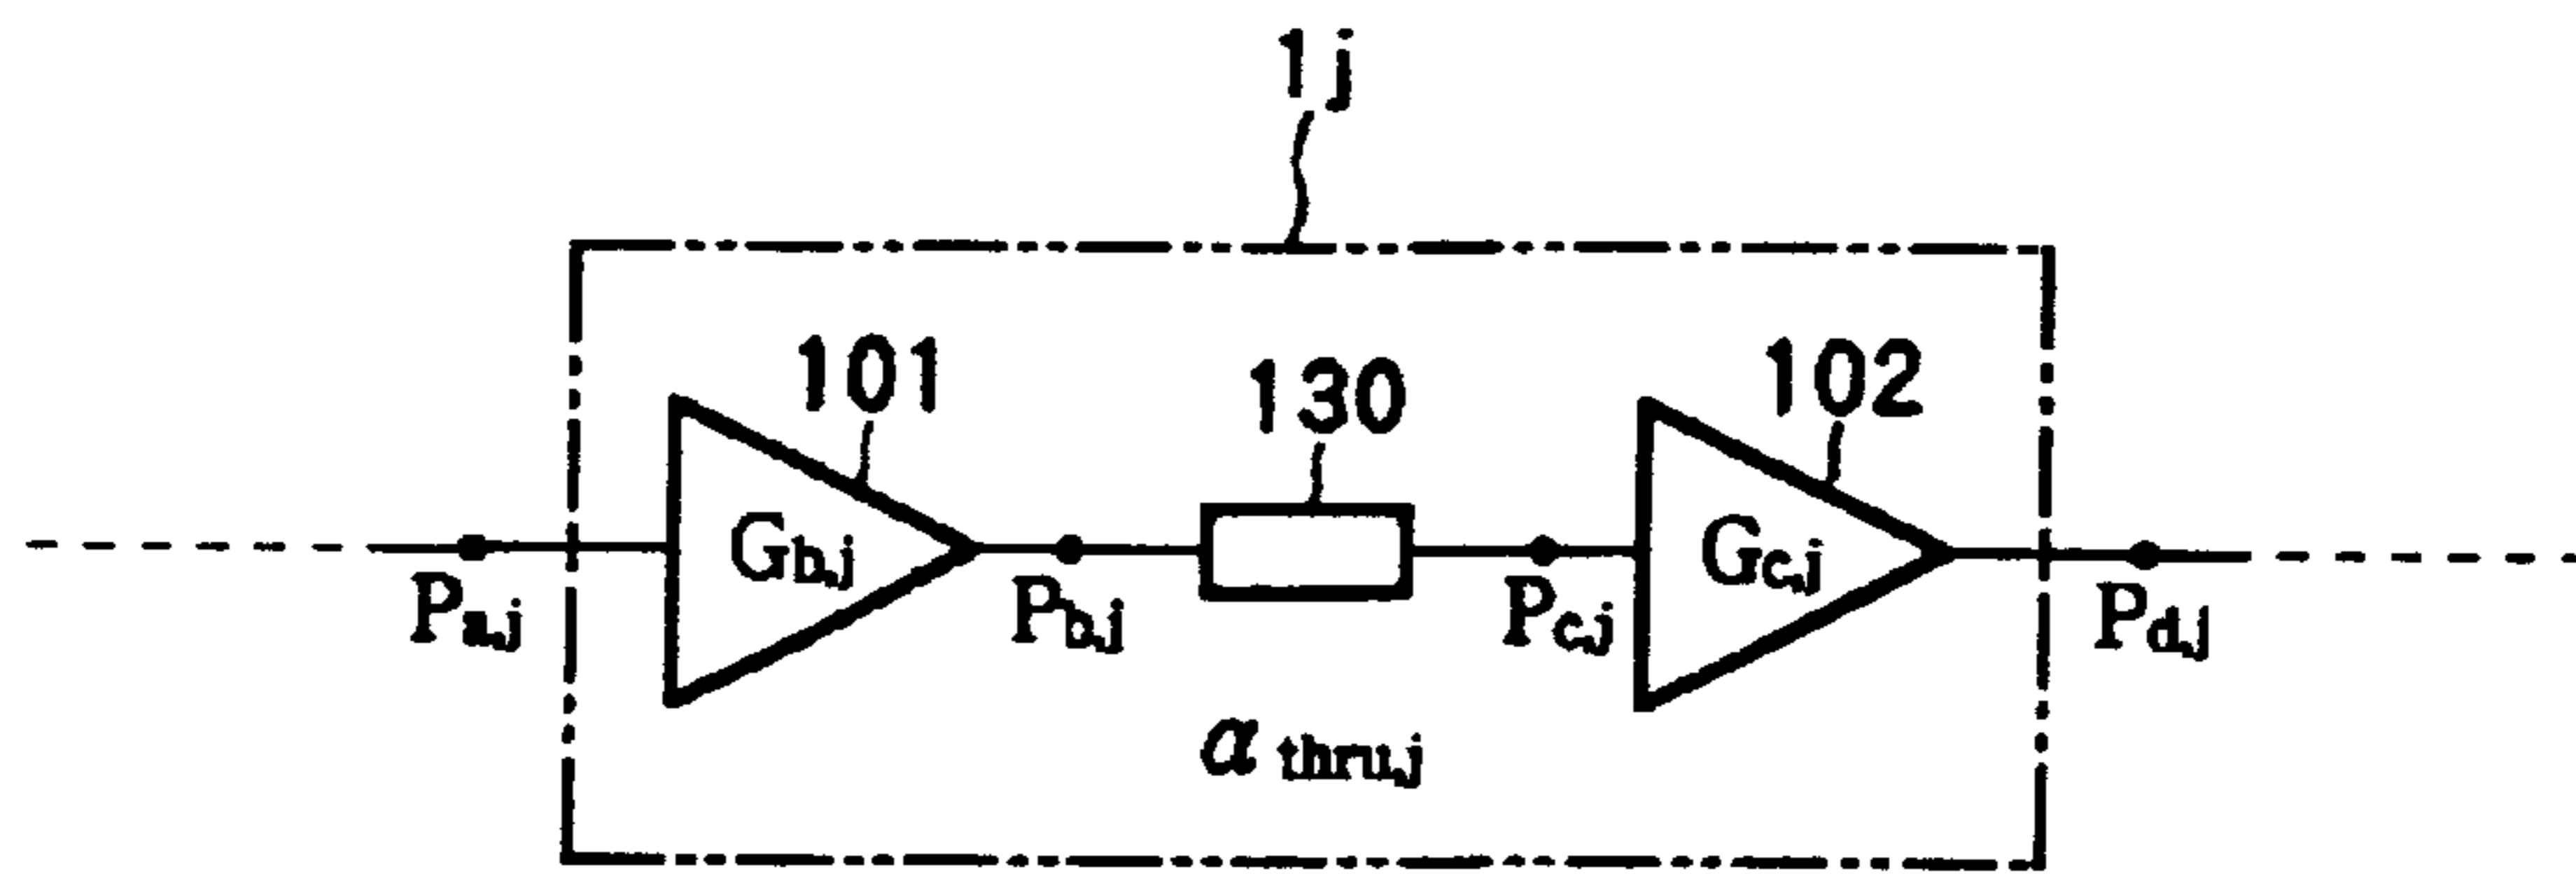 1j
101
130
102
Gb,j
Gc,j
Pa,j
Pb,j
Pc,j
Pd,j
α thru,j